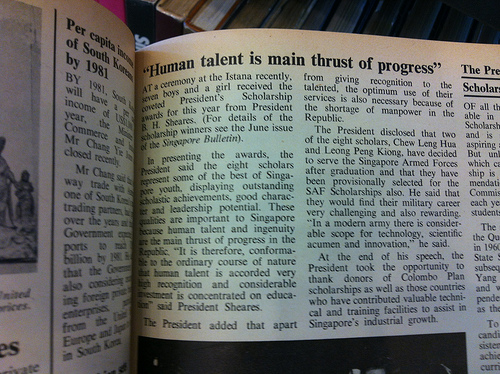 Per capita
of South
by 1981
BY 1981, South
will have a per
income of US
year, the
Commerce and
Mr Chang Ye
closed recently.
Mr Chang said
way trade with
one of South
trading partners, has
over the years and
Government
ports to reach
billion by 1981.
that the Govern
also considering
ing foreign
enterprises,
from the Unit
Europe and Japan
in South Korea.
"Human talent is main thrust of progress"
AT a ceremony at the Istana recently,
seven boys and a girl received the
coveted President's Scholarship
awards for this year from President
B. H. Sheares. (For details of the
scholarship winners see the June issue
of the Singapore Bulletin).
In presenting the awards, the
President said the eight scholars
represent some of the best of Singa-
pore youth, displaying outstanding
scholastic achievements, good charac-
ter and leadership potential. These
qualities are important to Singapore
because human talent and ingenuity
are the main thrust of progress in the
Republic. "It is therefore, conforma-
ble to the ordinary course of nature
that human talent is accorded very
high recognition and considerable
investment is concentrated on educa-
tion" said President Sheares.
The President added that apart
from giving recognition to the
talented, the optimum use of their
services is also necessary because of
the shortage of manpower in the
Republic.
The President disclosed that two
of the eight scholars, Chew Leng Hua
and Leong Peng Kiong, have decided
to serve the Singapore Armed Forces
after graduation and that they have
been provisionally selected for the
SAF Scholarships also. He said that
they would find their military career
very challenging and also rewarding.
"In a modern army there is consider-
able scope for technology, scientific
acumen and innovation," he said.
At the end of his speech, the
President took the opportunity to
thank donors of Colombo Plan
scholarships as well as those countries
who have contributed valuable techni-
cal and training facilities to assist in
Singapore's industrial growth.
The Pre
Scholars
OF all th
able in
Scholars
and is
aspiring
But unli
which ca
ship is
mendati
Commis
each ye
student
The
the Qu
in 196
State
subseq
Yang
and w
pende
as the
To
candi
sisten
achie
curri